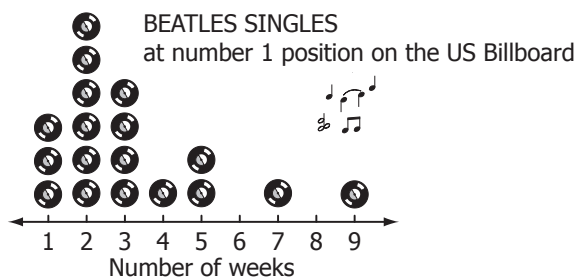 BEATLES SINGLES
at number 1 position on the US Billboard
1 2 3 4 5 6 7 8 9
Number of weeks